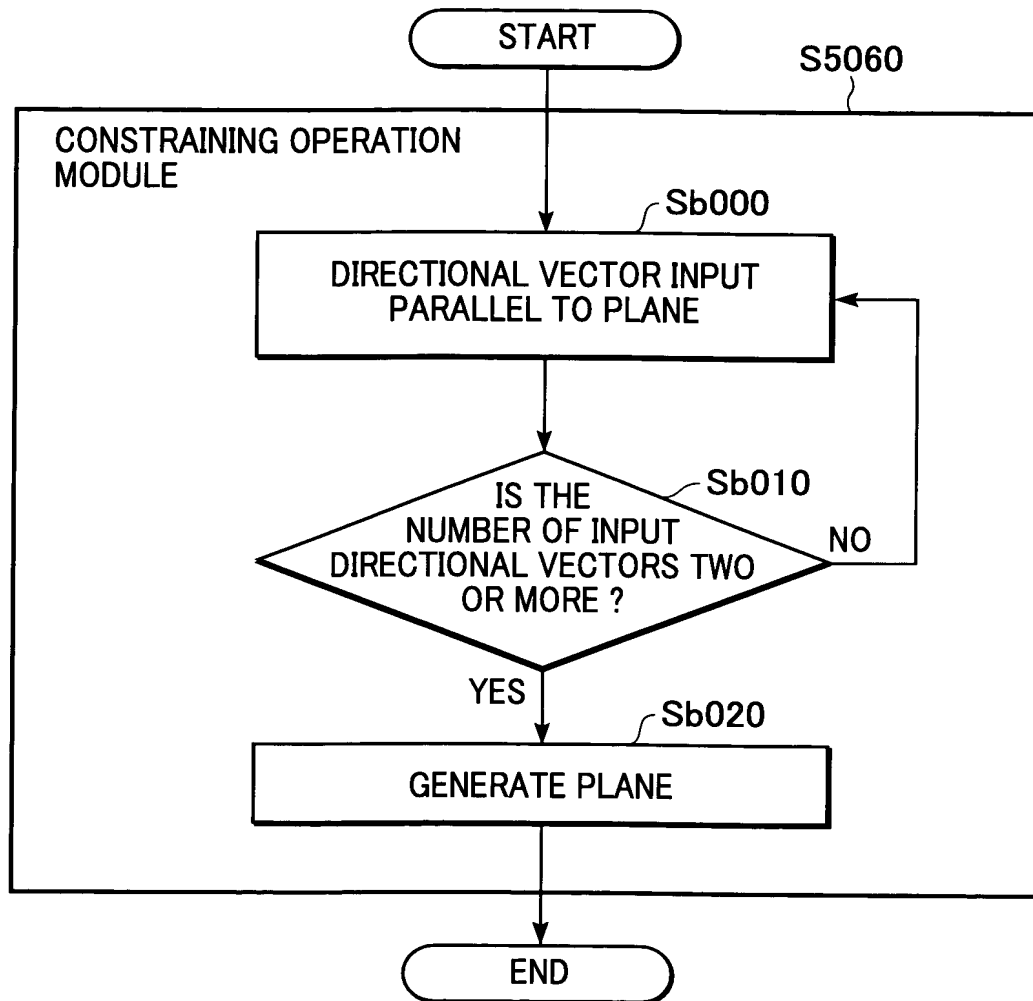 START
S5060
CONSTRAINING OPERATION
MODULE
Sb000
DIRECTIONAL VECTOR INPUT
PARALLEL TO PLANE
Sb010
IS THE
NUMBER OF INPUT
DIRECTIONAL VECTORS TWO
OR MORE ?
NO
YES
Sb020
GENERATE PLANE
END